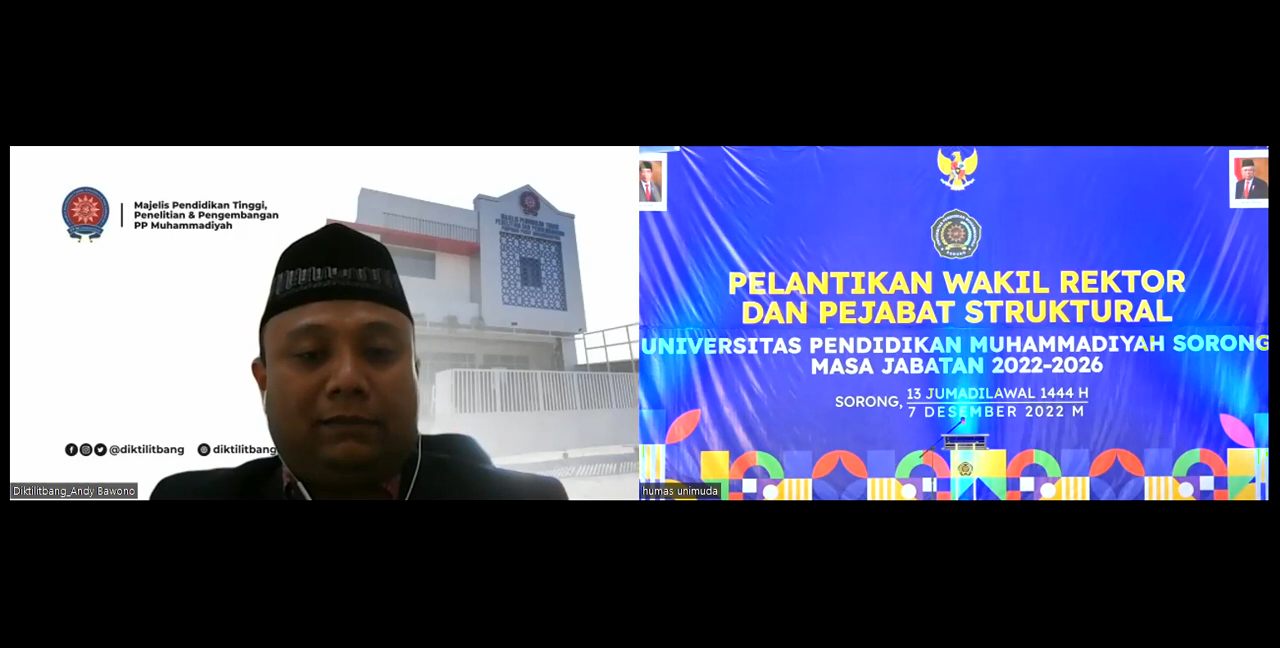 Majelis Pendidikan Tinggi,
Penelitian & Pengembangan
PP Muhammadiyah
@diktilitbang
diktilitbang
Diktilitbang_Andy Bawono
PELANTIKAN WAKIL REKTOR
DAN PEJABAT STRUKTURAL
UNIVERSITAS PENDIDIKAN MUHAMMADIYAH SORONG
MASA JABATAN 2022-2026
SORONG, 13 JUMADILAWAL 1444 H
7 DESEMBER 2022 M
humas unimuda